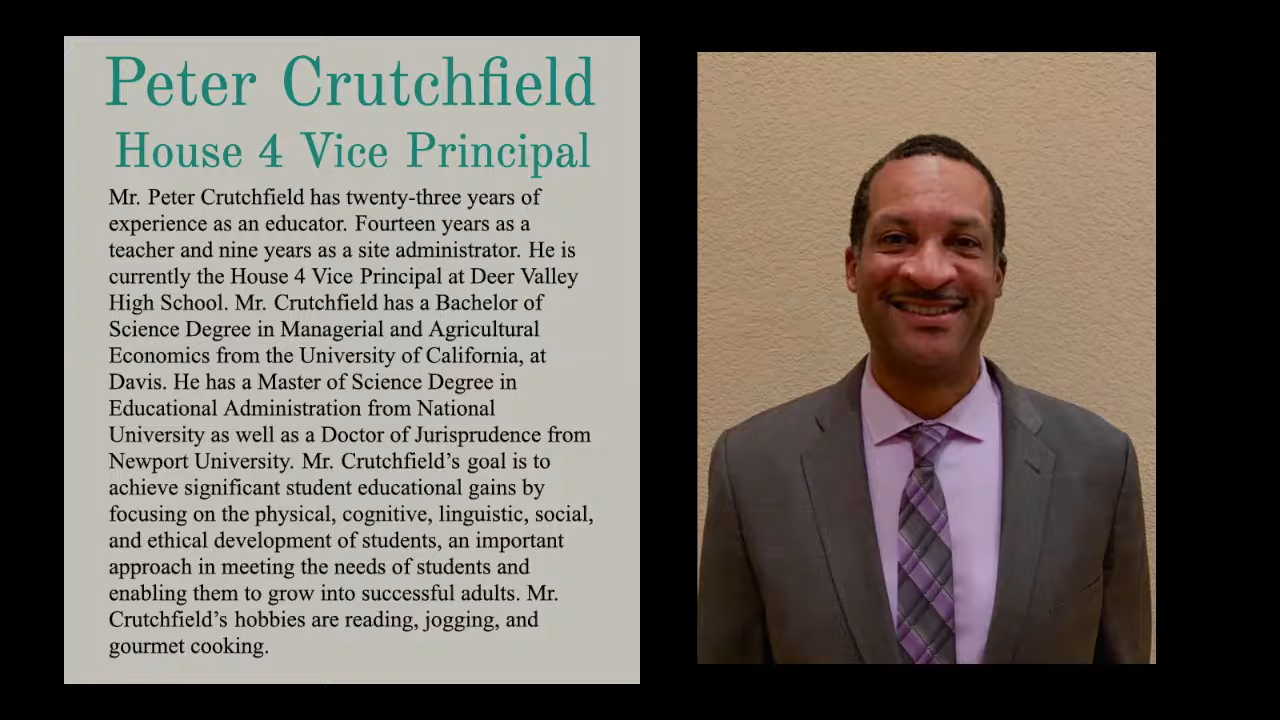 Peter Crutchfield
House 4 Vice Principal
Mr. Peter Crutchfield has twenty-three years of
experience as an educator. Fourteen years as a
teacher and nine years as a site administrator. He is
currently the House 4 Vice Principal at Deer Valley
High School. Mr. Crutchfield has a Bachelor of
Science Degree in Managerial and Agricultural
Economics from the University of California, at
Davis. He has a Master of Science Degree in
Educational Administration from National
University as well as a Doctor of Jurisprudence from
Newport University. Mr. Crutchfield’s goal is to
achieve significant student educational gains by
focusing on the physical, cognitive, linguistic, social,
and ethical development of students, an important
approach in meeting the needs of students and
enabling them to grow into successful adults. Mr.
Crutchfield’s hobbies are reading, jogging, and
gourmet cooking.